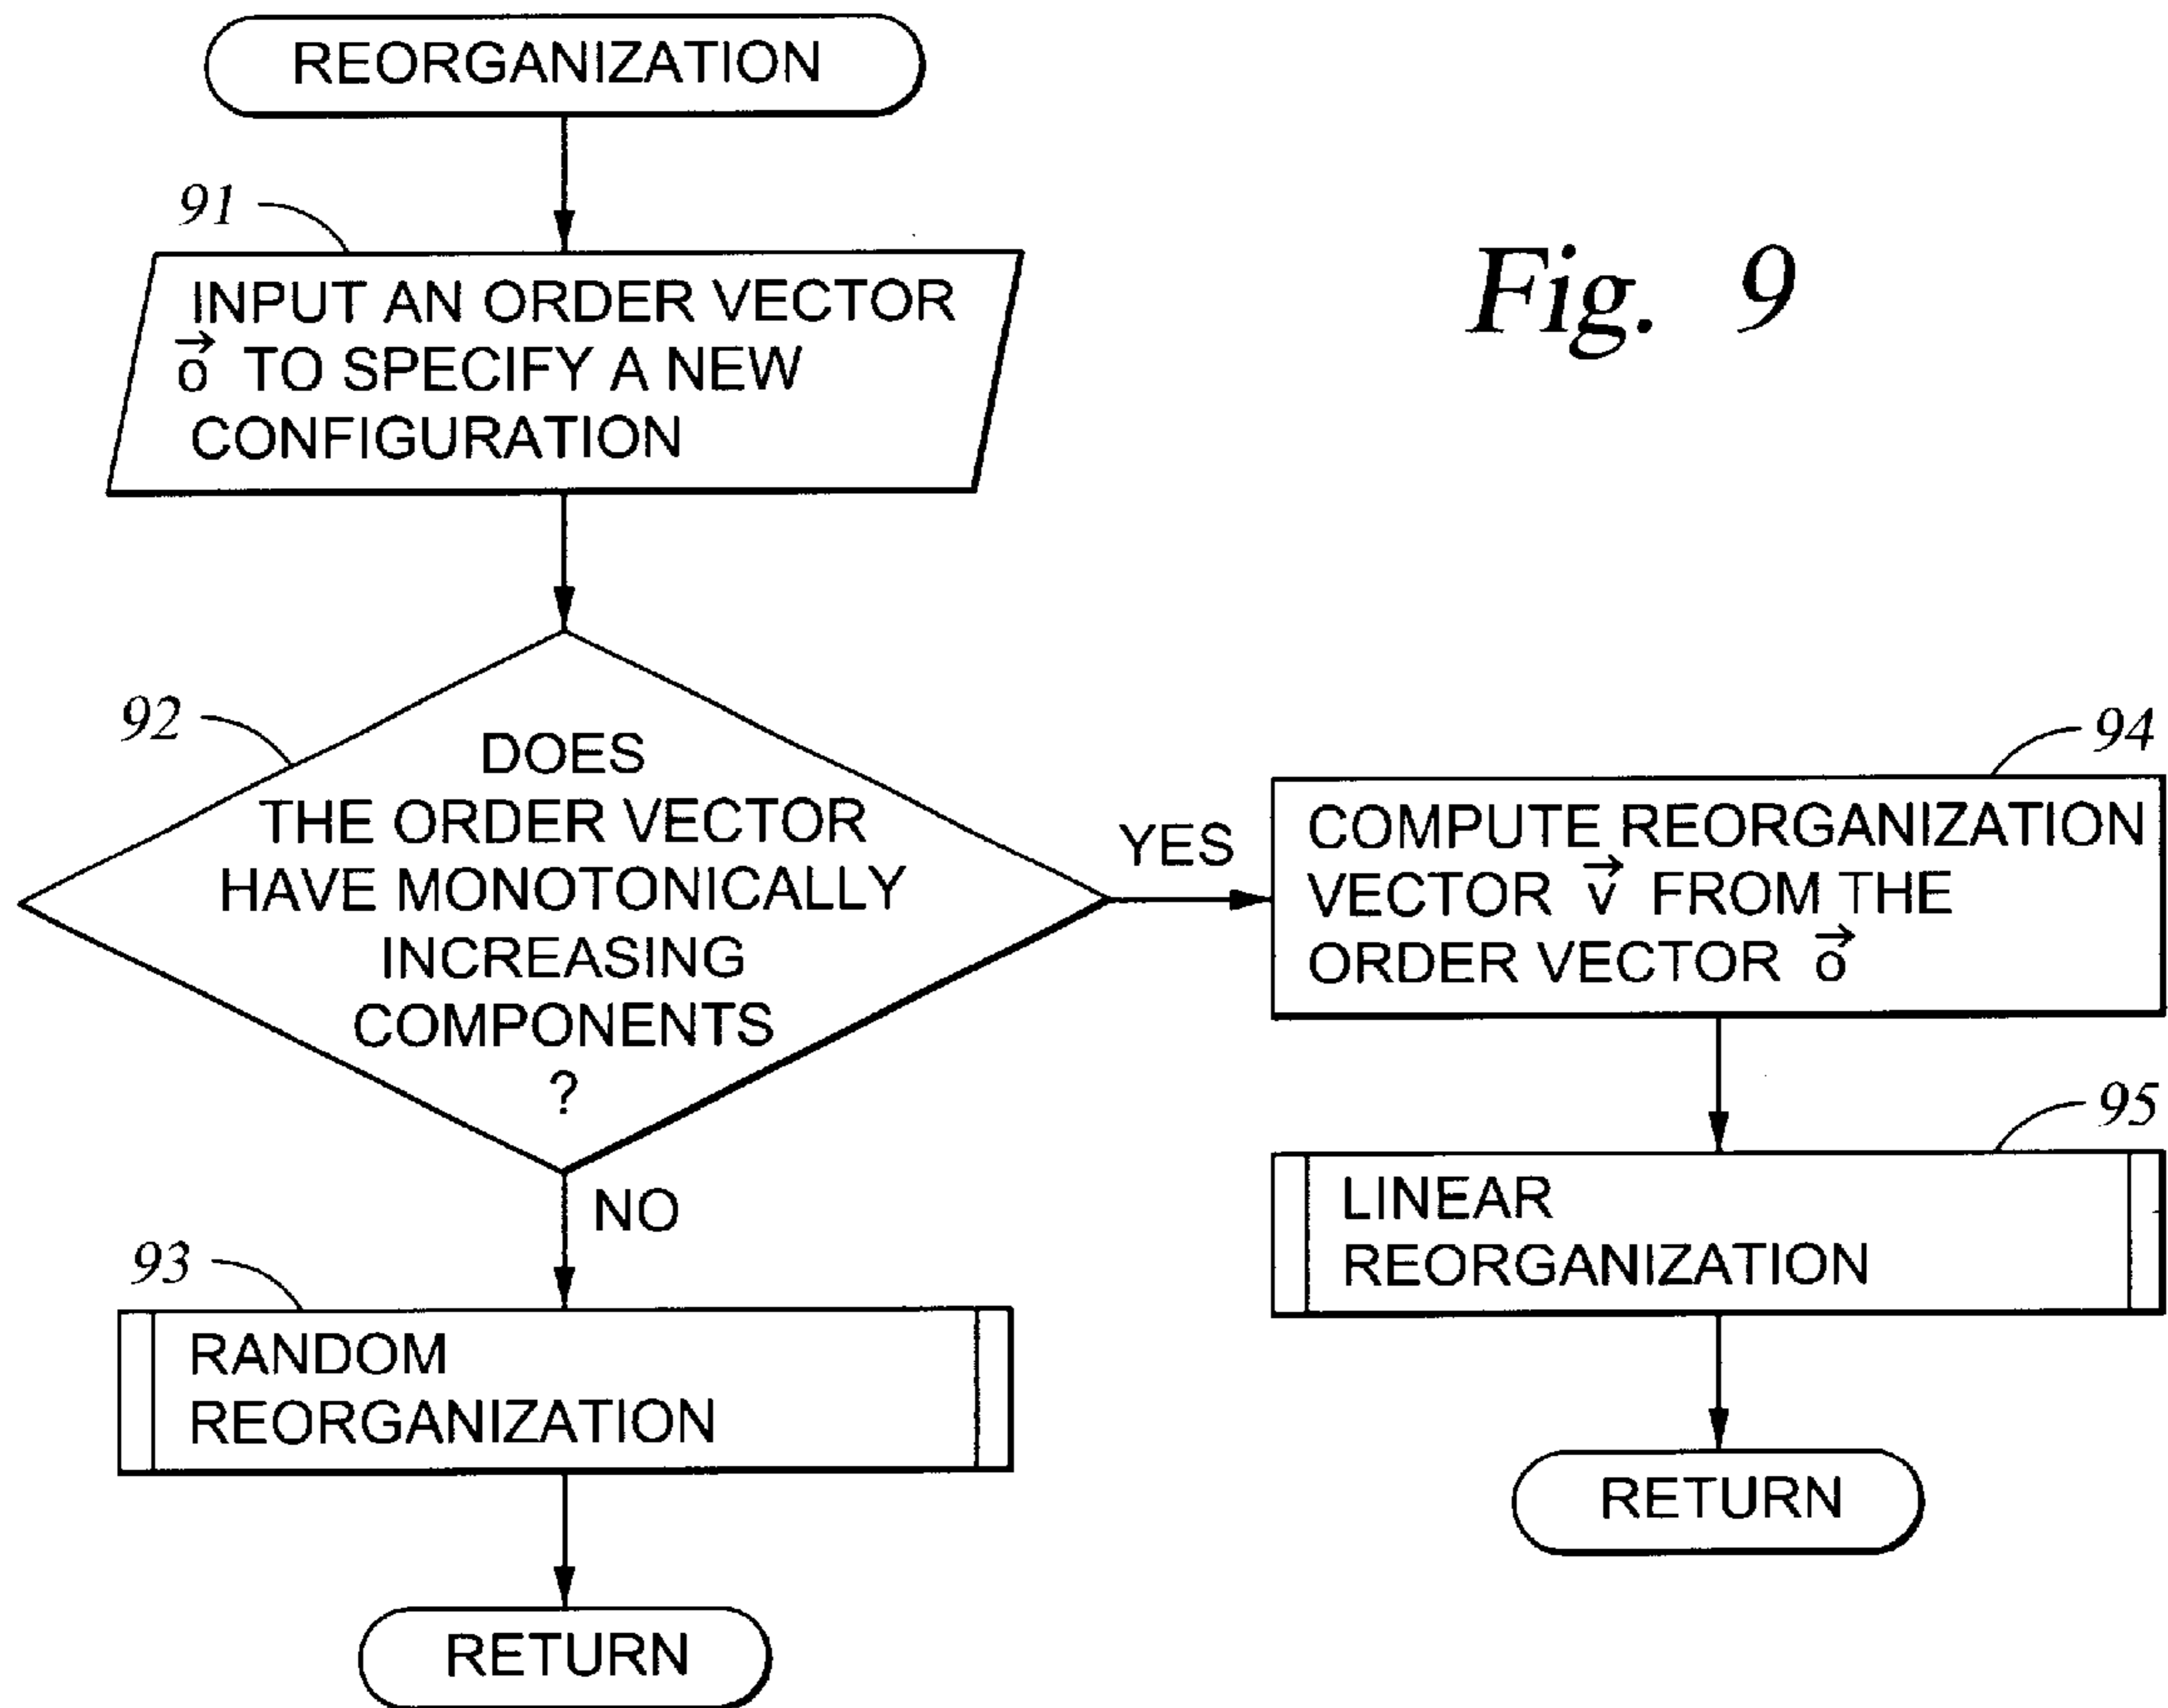 REORGANIZATION
91
INPUT AN ORDER VECTOR
o⃗ TO SPECIFY A NEW
CONFIGURATION
Fig. 9
92
DOES
THE ORDER VECTOR
HAVE MONOTONICALLY
INCREASING
COMPONENTS
?
YES
94
COMPUTE REORGANIZATION
VECTOR v⃗ FROM THE
ORDER VECTOR o⃗
95
LINEAR
REORGANIZATION
RETURN
NO
93
RANDOM
REORGANIZATION
RETURN